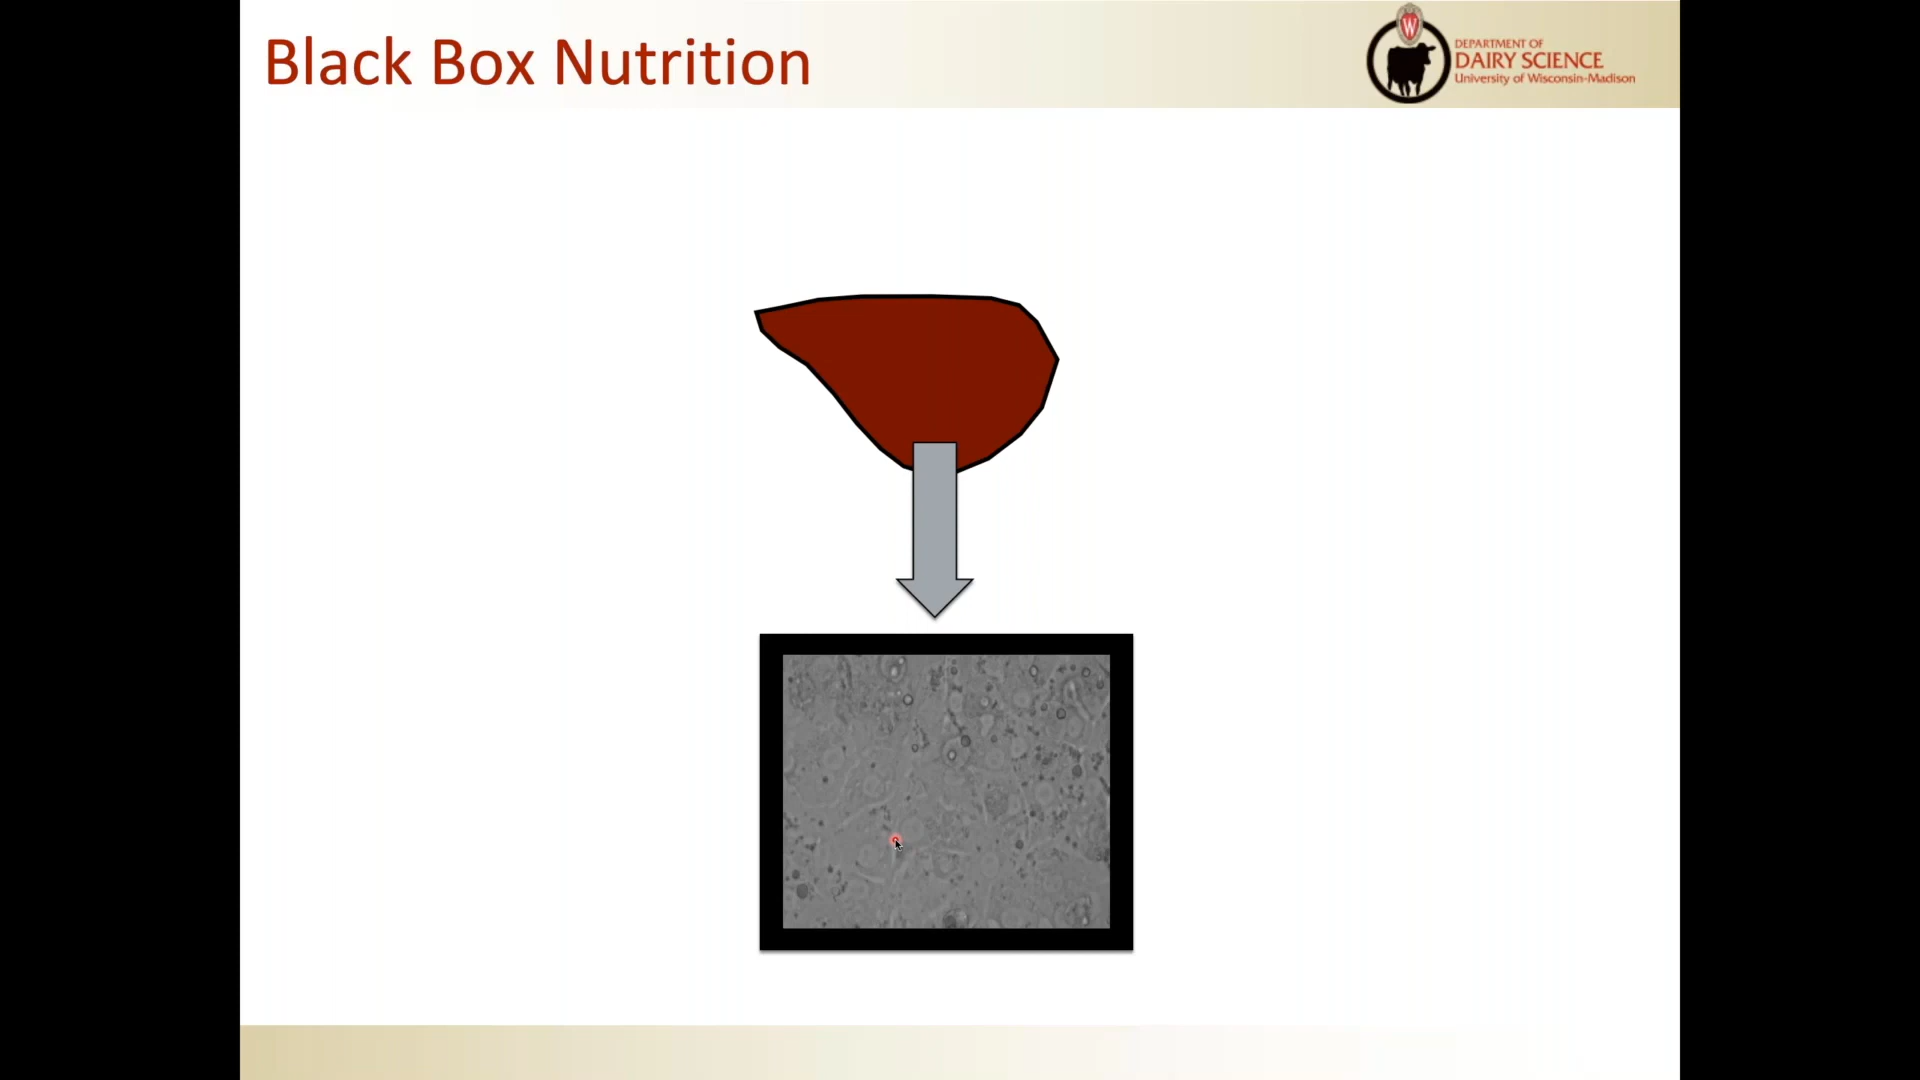 Black Box Nutrition
W
DEPARTMENT OF
DAIRY SCIENCE
University of Wisconsin-Madison